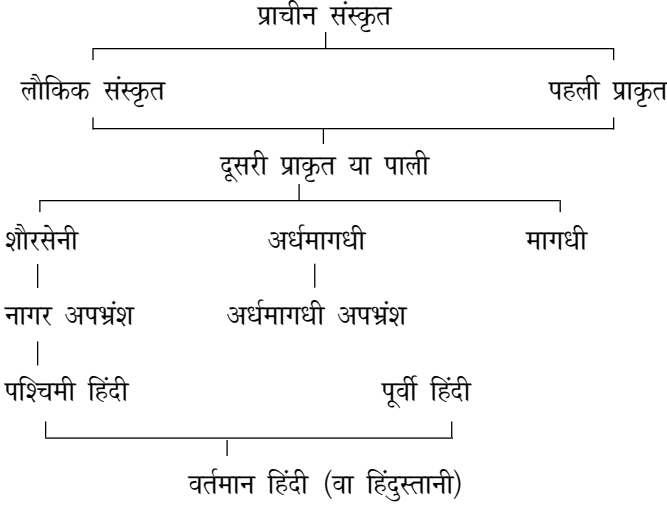 प्राचीन संस्कृत
लौकिक संस्कृत पहली प्राकृत
दूसरी प्राकृत या पाली
शौरसेनी अर्धमागधी मागधी
नागर अपभ्रंश अर्धमागधी अपभ्रंश
पश्चिमी हिंदी पूर्वी हिंदी
वर्तमान हिंदी (वा हिंदुस्तानी)